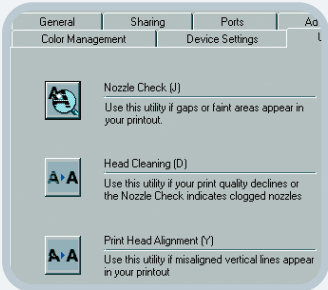 General Sharing Ports
Color Management Device Settings
Nozzle Check (J)
Use this utility if gaps or faint areas appear in
your printout.
Head Cleaning (D)
Use this utility if your print quality declines or
the Nozzle Check indicates clogged nozzles
Print Head Alignment (Y)
Use this utility if misaligned vertical lines appear
in your printout